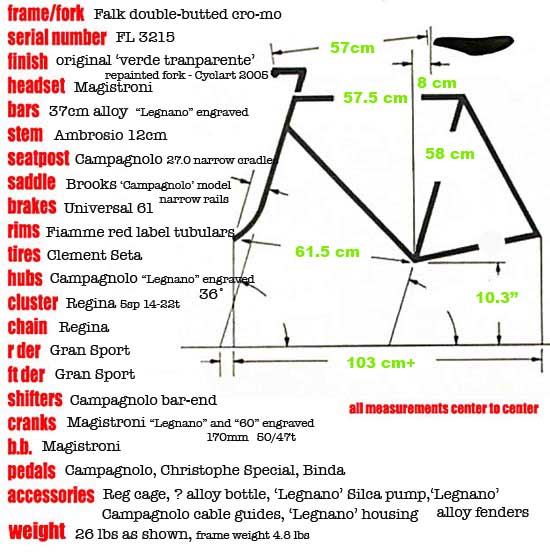 frame/fork Falk double-butted cro-mo
serial number FL 3215
finish original ‘verde tranparente’
repainted fork - Cyolart 2005
headset Magistroni
bars 37cm alloy “Legnano” engraved
stem Ambrosio 12cm
seatpost Campagnolo 27.0 narrow cradle
saddle Brooks ‘Campagnolo’ model
narrow rails
brakes Universal 61
rims Fiamme red label tubulars
tires Clement Seta
hubs Campagnolo “Legnano” engraved
cluster Regina 5sp 14-22t
chain Regina
r der Gran Sport
ft der Gran Sport
shifters Campagnolo bar-end
cranks Magistroni “Legnano” and “60” engraved
170mm 50/47t
b.b. Magistroni
pedals Campagnolo, Christophe Special, Binda
accessories Reg cage, ? alloy bottle, ‘Legnano’ Silca pump,‘Legnano’
Campagnolo cable guides, ‘Legnano’ housing alloy fenders
weight 26 lbs as shown, frame weight 4.8 lbs
57cm
8 cm
57.5 cm
58 cm
61.5 cm
36°
10.3”
103 cm+
all measurements center to center